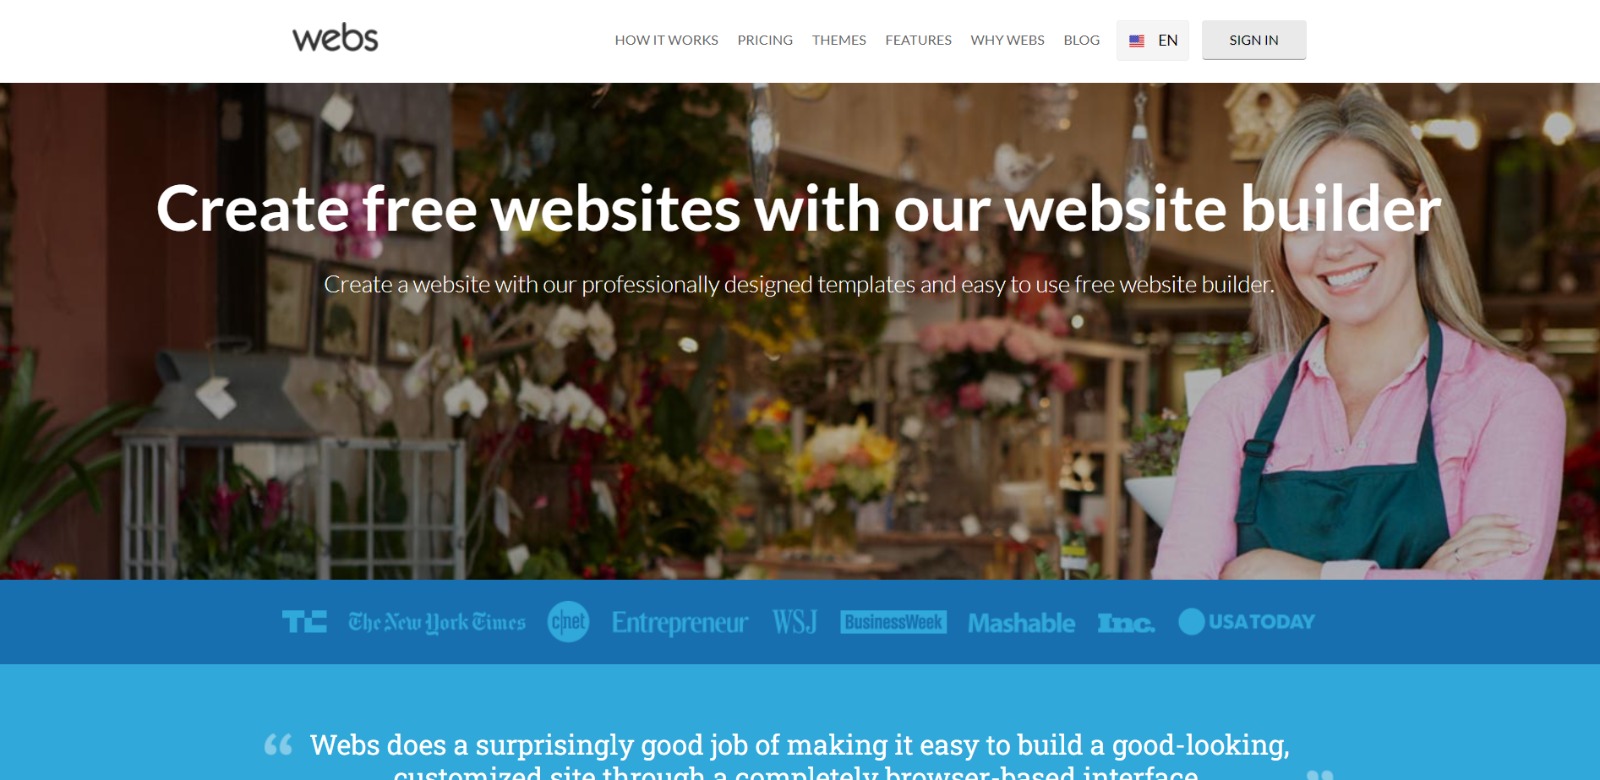 webs
HOW IT WORKS PRICING THEMES FEATURES WHY WEBS BLOG EN SIGN IN
Create free websites with our website builder
Create a website with our professionally designed templates and easy to use free website builder.
TC The New York Times c|net Entrepreneur WSJ BusinessWeek Mashable Inc. USA TODAY
“ Webs does a surprisingly good job of making it easy to build a good-looking,
customized site through a completely browser-based interface ”